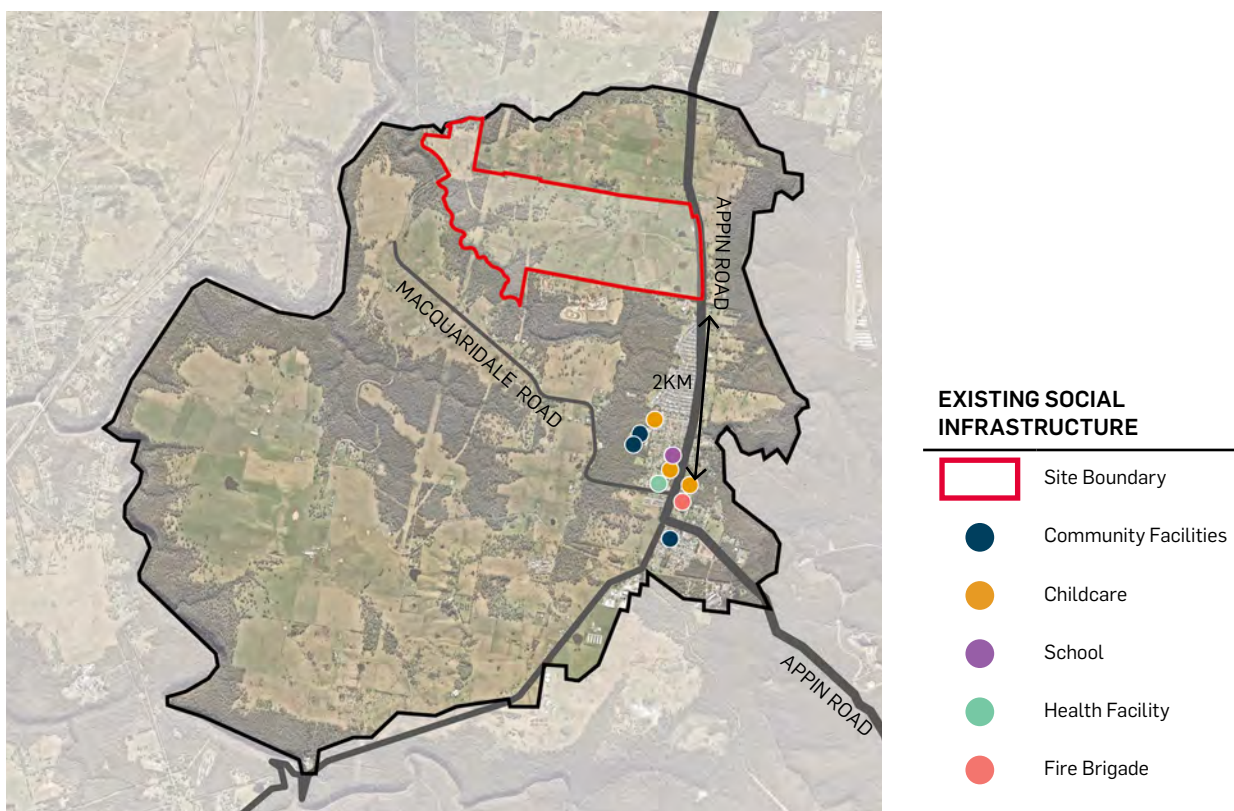 APPIN ROAD
MACQUARIDALE ROAD
2KM
APPIN ROAD
EXISTING SOCIAL
INFRASTRUCTURE
Site Boundary
Community Facilities
Childcare
School
Health Facility
Fire Brigade